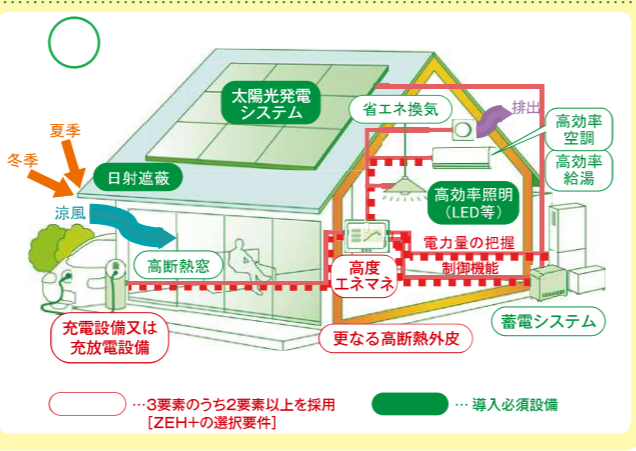 太陽光発電
システム
省エネ換気
排出
高効率
空調
高効率
給湯
夏季
冬季
日射遮蔽
涼風
高効率照明
(LED等)
高断熱窓
電力量の把握
制御機能
高度
エネマネ
充電設備又は
充放電設備
更なる高断熱外皮
蓄電システム
…3要素のうち2要素以上を採用
[ZEH+の選択要件]
… 導入必須設備